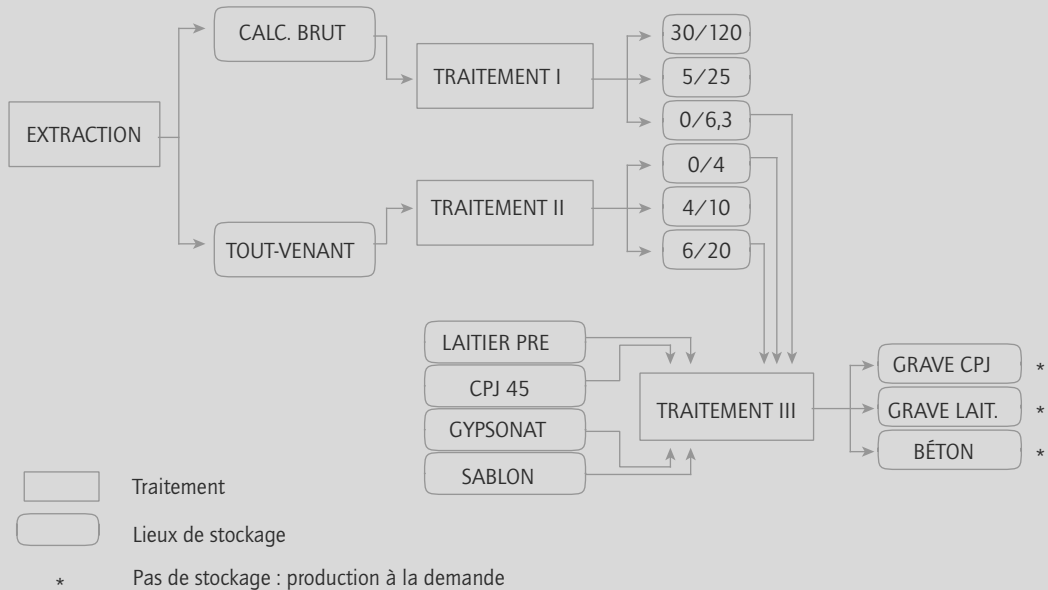 EXTRACTION
CALC. BRUT
TOUT-VENANT
TRAITEMENT I
TRAITEMENT II
30/120
5/25
0/6,3
0/4
4/10
6/20
LAITIER PRE
CPJ 45
GYPSONAT
SABLON
TRAITEMENT III
GRAVE CPJ *
GRAVE LAIT. *
BÉTON *
Traitement
Lieux de stockage
* Pas de stockage : production à la demande